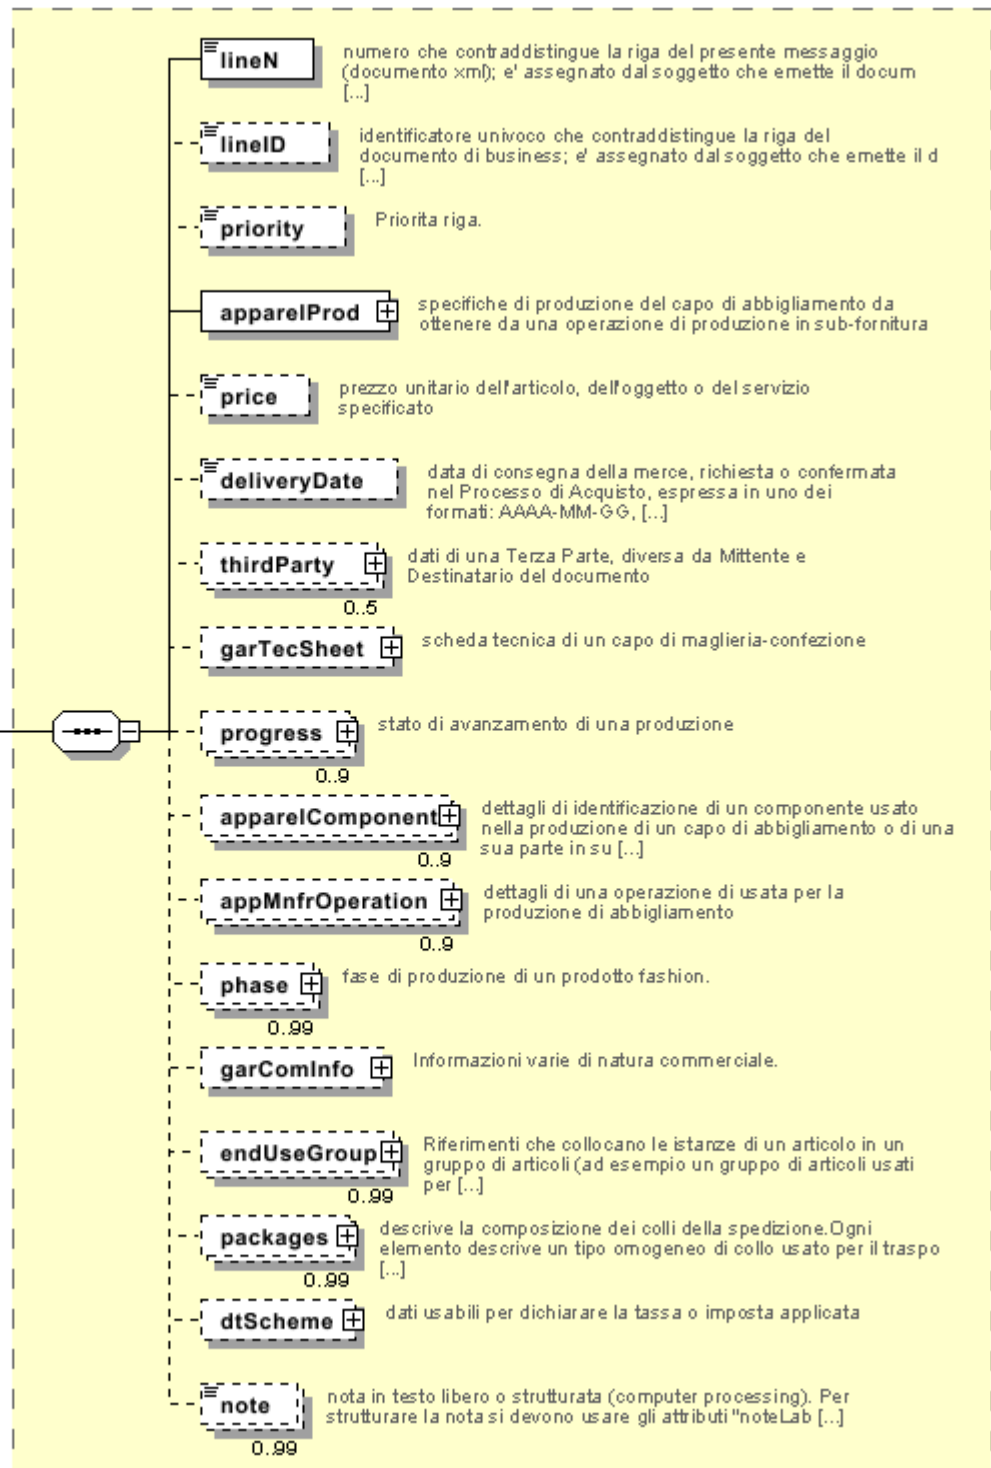 lineN
numero che contraddistingue la riga del presente messaggio
(documento xml); e' assegnato dal soggetto che emette il docum
[...]
lineID
identificatore univoco che contraddistingue la riga del
documento di business; e' assegnato dal soggetto che emette il d
[...]
priority
Priorita riga.
apparelProd
specifiche di produzione del capo di abbigliamento da
ottenere da una operazione di produzione in sub-fornitura
price
prezzo unitario dell'articolo, dell'oggetto o del servizio
specificato
deliveryDate
data di consegna della merce, richiesta o confermata
nel Processo di Acquisto, espressa in uno dei
formati: AAAA-MM-GG, [...]
thirdParty
dati di una Terza Parte, diversa da Mittente e
Destinatario del documento
0..5
garTecSheet
scheda tecnica di un capo di maglieria-confezione
progress
stato di avanzamento di una produzione
0..9
apparelComponent
dettagli di identificazione di un componente usato
nella produzione di un capo di abbigliamento o di una
sua parte in su [...]
0..9
appMnfrOperation
dettagli di una operazione di usata per la
produzione di abbigliamento
0..9
phase
fase di produzione di un prodotto fashion.
0..99
garComInfo
Informazioni varie di natura commerciale.
endUseGroup
Riferimenti che collocano le istanze di un articolo in un
gruppo di articoli (ad esempio un gruppo di articoli usati
per [...]
0..99
packages
descrive la composizione dei colli della spedizione.Ogni
elemento descrive un tipo omogeneo di collo usato per il traspo
[...]
0..99
dtScheme
dati usabili per dichiarare la tassa o imposta applicata
note
nota in testo libero o strutturata (computer processing). Per
strutturare la nota si devono usare gli attributi "noteLab [...]
0..99